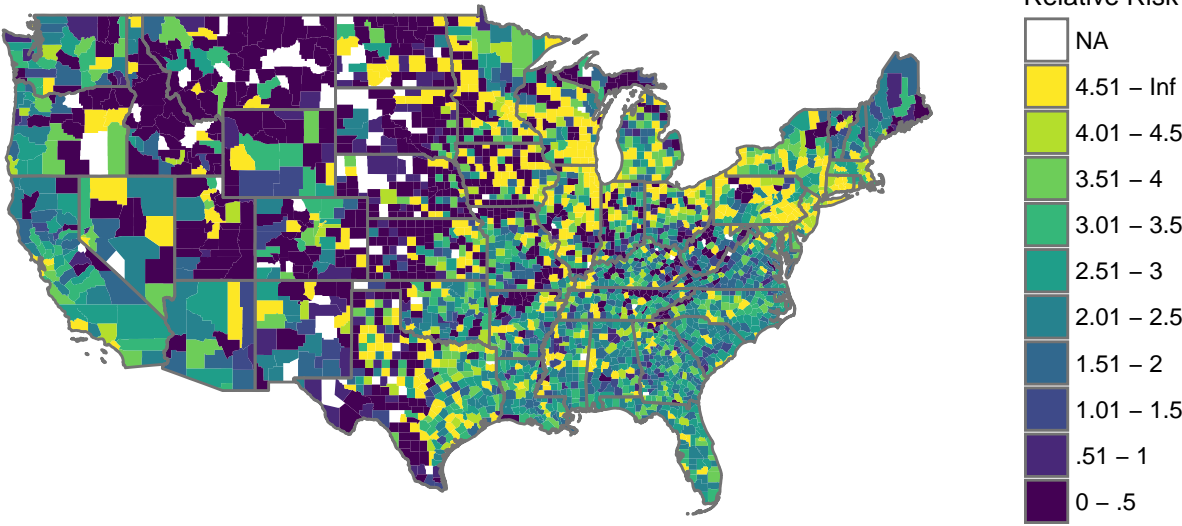 Relative Risk
NA
4.51 − Inf
4.01 − 4.5
3.51 − 4
3.01 − 3.5
2.51 − 3
2.01 − 2.5
1.51 − 2
1.01 − 1.5
.51 − 1
0 − .5